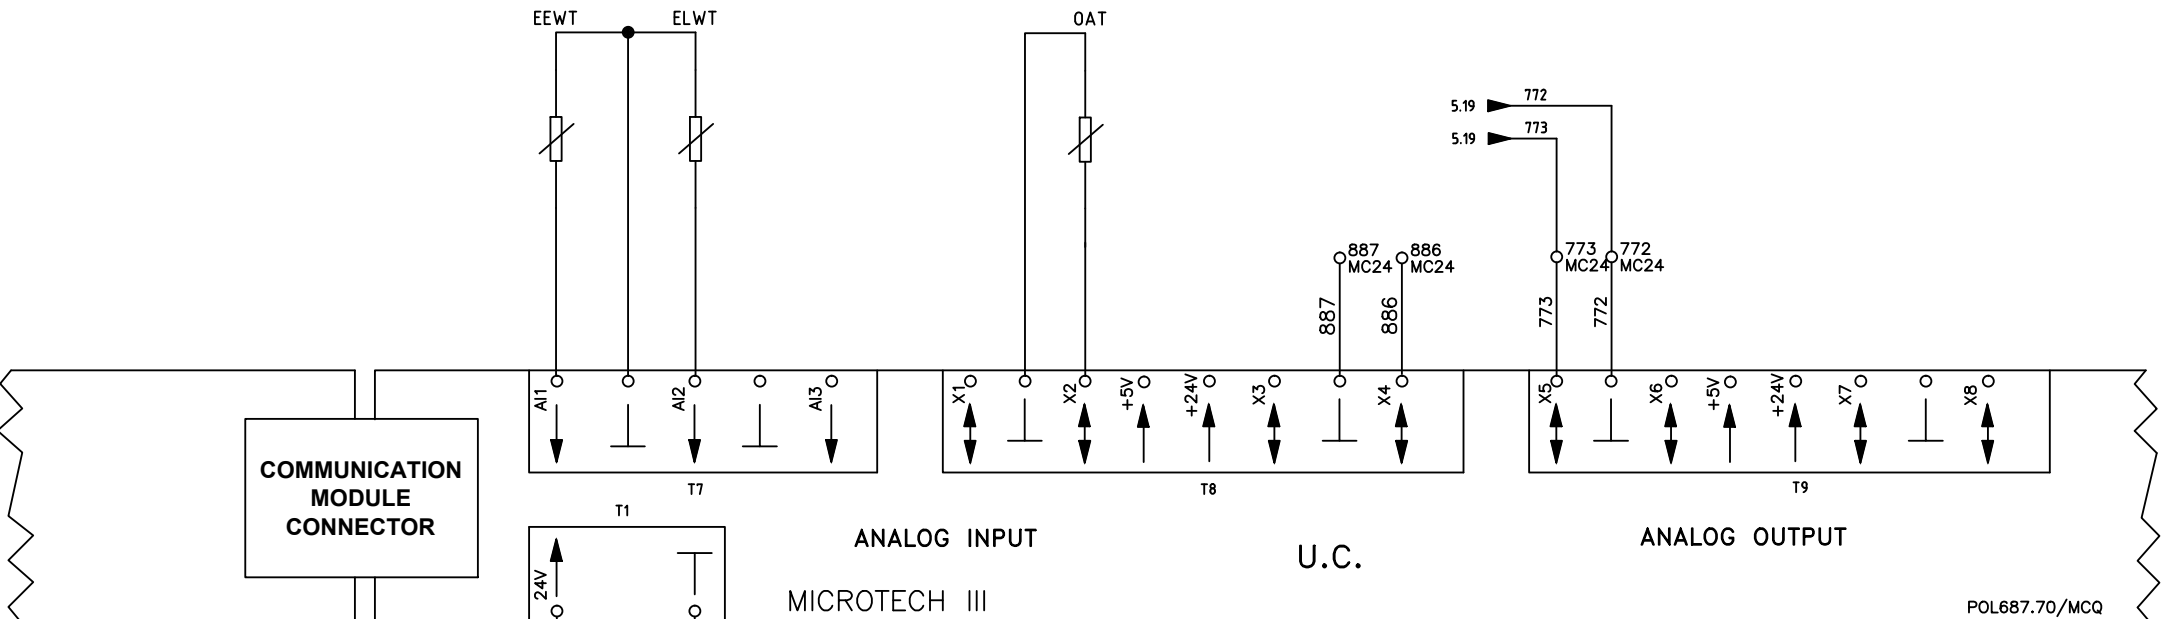 EEWT ELWT OAT
5.19 772
5.19 773
887 886 773 772
MC24 MC24 MC24 MC24
887 886 773 772
AI1 AI2 AI3 X1 X2 +5V +24V X3 X4 X5 X6 +5V +24V X7 X8
COMMUNICATION
MODULE
CONNECTOR
T7 T8 T9
T1
ANALOG INPUT ANALOG OUTPUT
U.C.
24V
MICROTECH III
POL687.70/MCQ